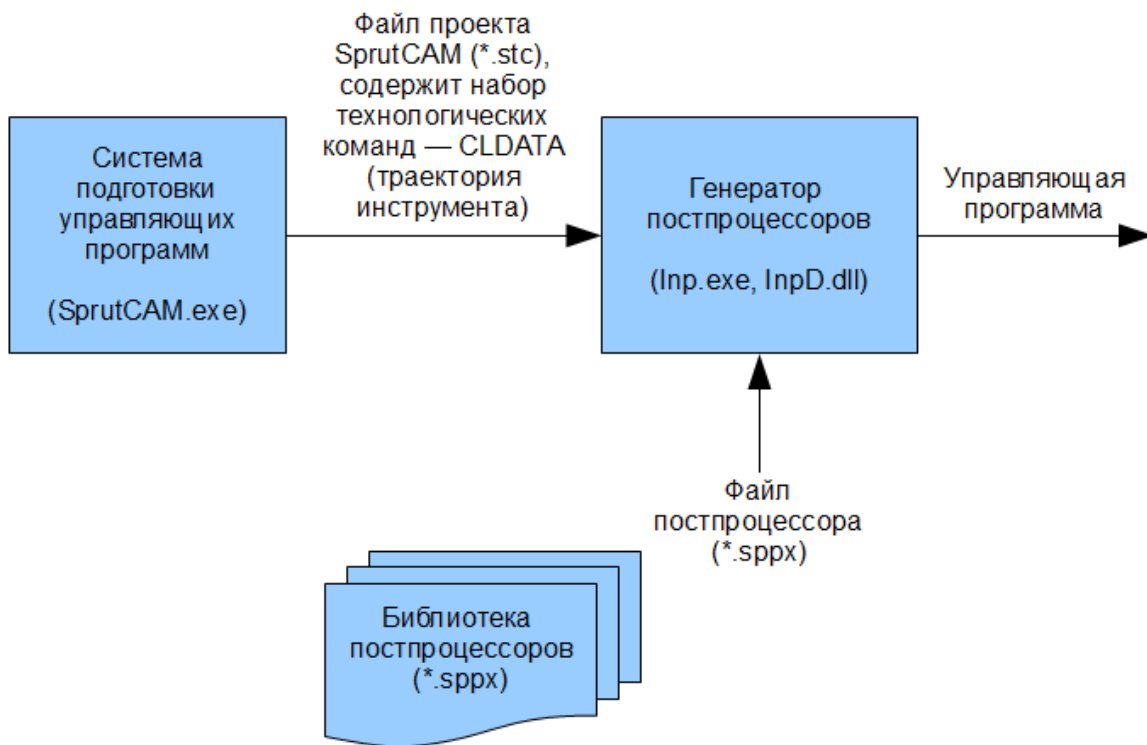 Файл проекта
SprutCAM (*.stc),
содержит набор
технологических
команд — CLDATA
(траектория
инструмента)
Система
подготовки
управляющих
программ
(SprutCAM.exe)
Генератор
постпроцессоров
(Inp.exe, InpD.dll)
Управляющая
программа
Файл
постпроцессора
(*.sppx)
Библиотека
постпроцессоров
(*.sppx)